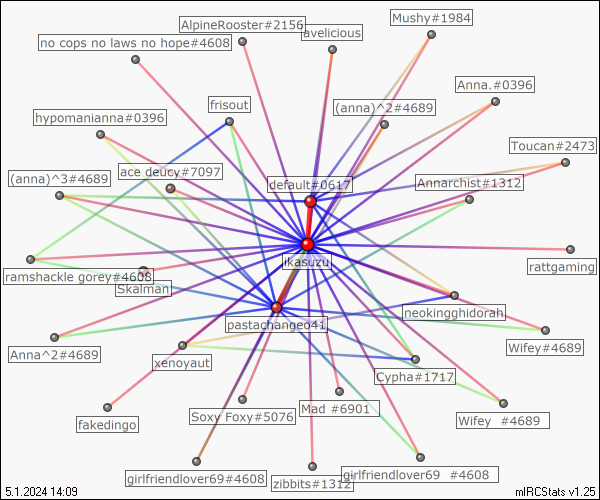 AlpineRooster#2156
Mushy#1984
avelicious
no cops no laws no hope#4608
Anna.#0396
frisout
(anna)^2#4689
hypomanianna#0396
Toucan#2473
ace deucy#7097
(anna)^3#4689
default#0617
Annarchist#1312
ikasuzu
rattgaming
ramshackle gorey#4608
Skalman
neokingghidorah
pastachangeo41
Wifey#4689
Anna^2#4689
xenoyaut
Cypha#1717
Mad #6901
Soxy Foxy#5076
Wifey #4689
fakedingo
girlfriendlover69#4608
zibbits#1312
girlfriendlover69 #4608
5.1.2024 14:09
mIRCStats v1.25